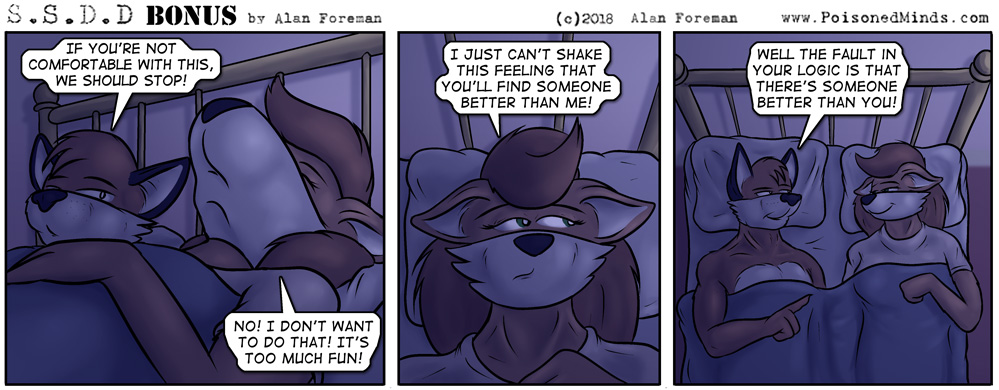 S.S.D.D BONUS by Alan Foreman (c)2018 Alan Foreman www.PoisonedMinds.com
IF YOU'RE NOT
COMFORTABLE WITH THIS,
WE SHOULD STOP!
NO! I DON'T WANT
TO DO THAT! IT'S
TOO MUCH FUN!
I JUST CAN'T SHAKE
THIS FEELING THAT
YOU'LL FIND SOMEONE
BETTER THAN ME!
WELL THE FAULT IN
YOUR LOGIC IS THAT
THERE'S SOMEONE
BETTER THAN YOU!